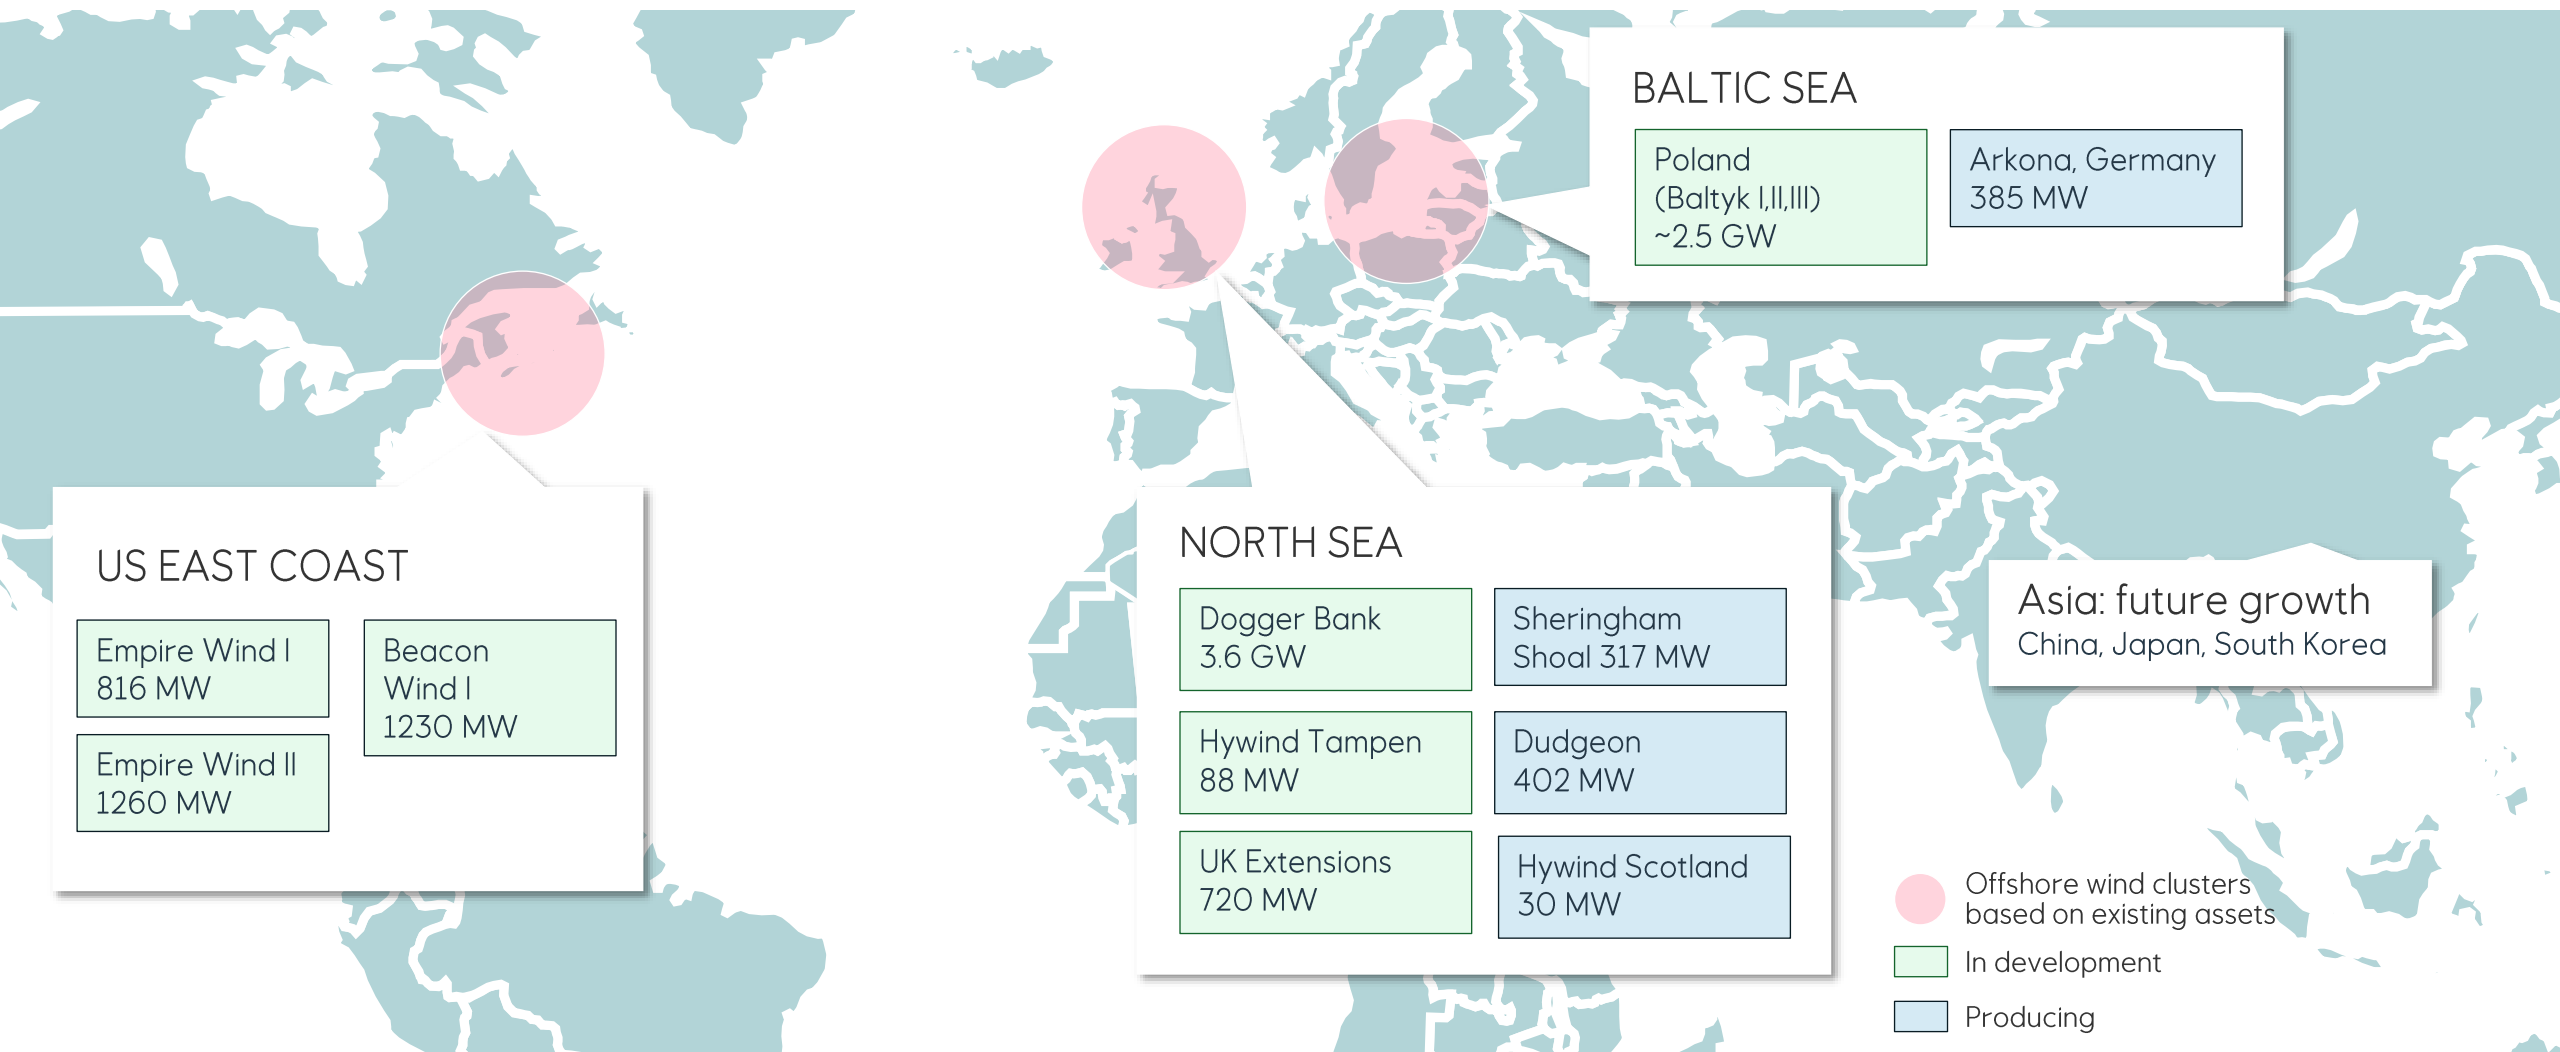 BALTIC SEA
Poland
(Baltyk I,II,III)
~2.5 GW
Arkona, Germany
385 MW
US EAST COAST
Empire Wind I
816 MW
Beacon
Wind I
1230 MW
Empire Wind II
1260 MW
NORTH SEA
Dogger Bank
3.6 GW
Sheringham
Shoal 317 MW
Hywind Tampen
88 MW
Dudgeon
402 MW
UK Extensions
720 MW
Hywind Scotland
30 MW
Asia: future growth
China, Japan, South Korea
Offshore wind clusters
based on existing assets
In development
Producing